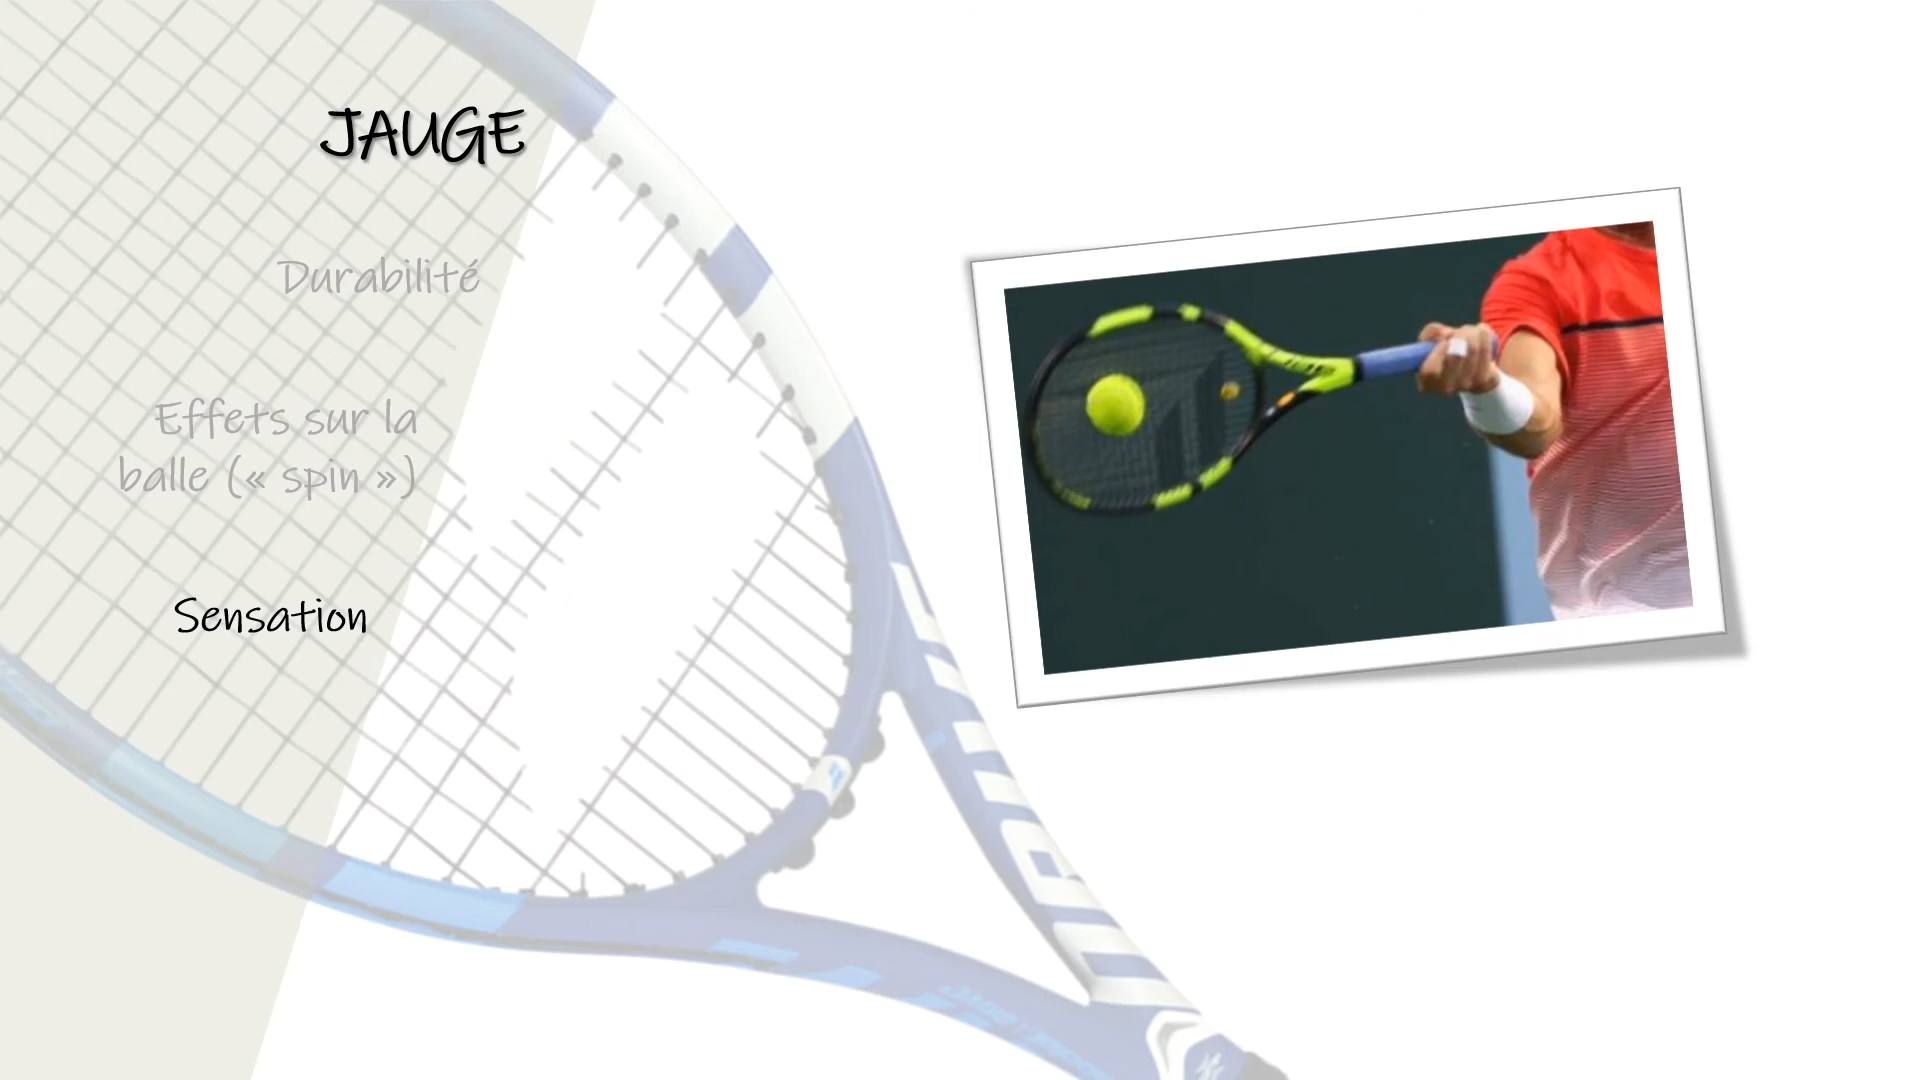 JAUGE
Durabilité
Effets sur la
balle (« spin »)
Sensation